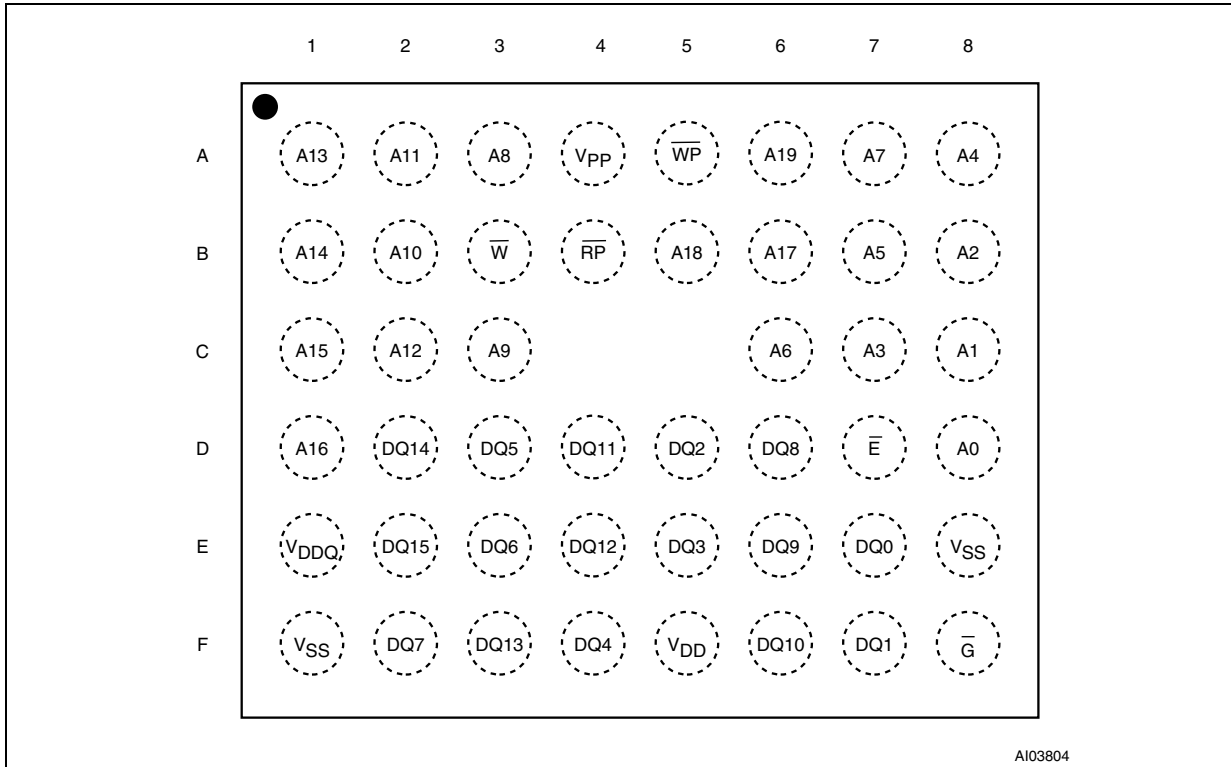 1 2 3 4 5 6 7 8
A A13 A11 A8 VPP W̅P̅ A19 A7 A4
B A14 A10 W̅ R̅P̅ A18 A17 A5 A2
C A15 A12 A9 A6 A3 A1
D A16 DQ14 DQ5 DQ11 DQ2 DQ8 E̅ A0
E VDDQ DQ15 DQ6 DQ12 DQ3 DQ9 DQ0 VSS
F VSS DQ7 DQ13 DQ4 VDD DQ10 DQ1 G̅
AI03804